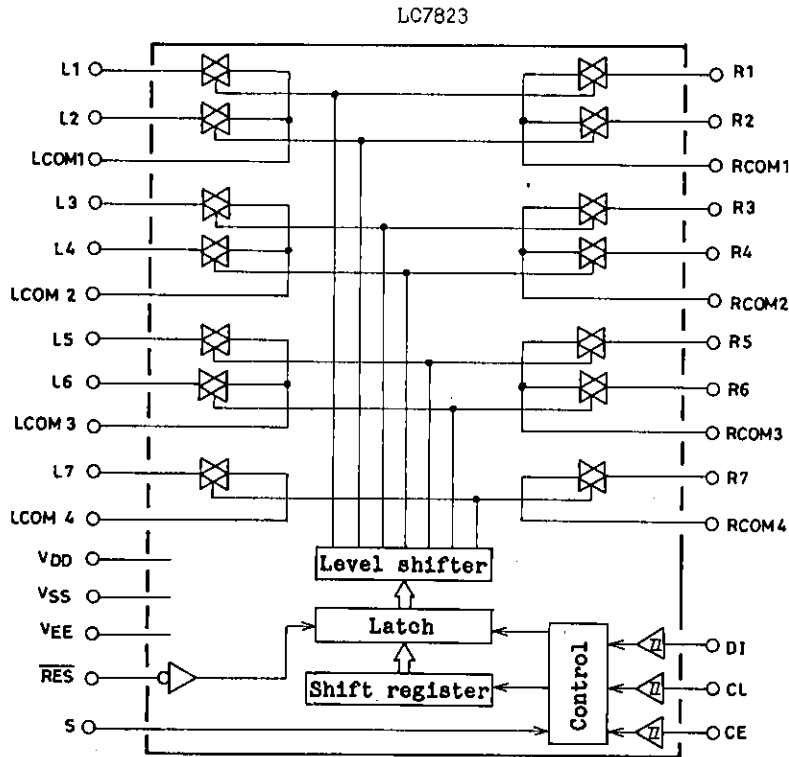 LC7823
L1
R1
L2
R2
LCOM1
RCOM1
L3
R3
L4
R4
LCOM 2
RCOM2
L5
R5
L6
R6
LCOM 3
RCOM3
L7
R7
LCOM 4
RCOM4
VDD
Level shifter
VSS
VEE
Latch
DI
RES
Shift register
Control
CL
S
CE